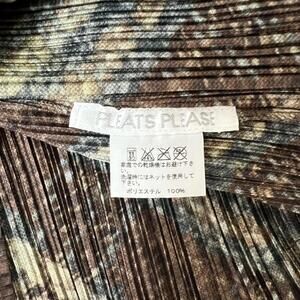 PLEATS PLEASE
家庭での乾燥機はお避け下さ
い。
洗濯時にはネットを使用して
下さい。
ポリエステル 100%